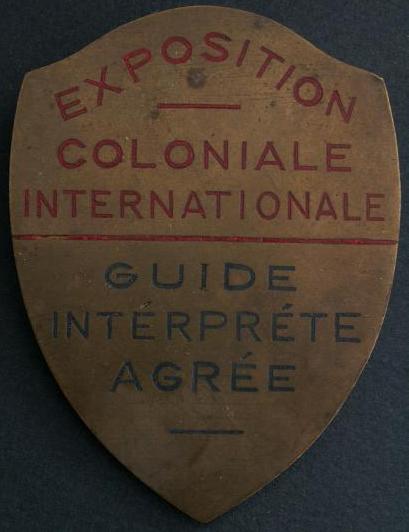 EXPOSITION
COLONIALE
INTERNATIONALE
GUIDE
INTERPRÉTE
AGRÉE